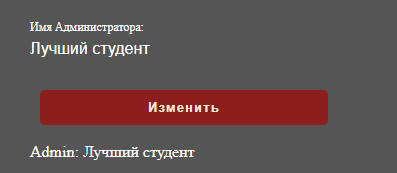 Имя Администратора:
Лучший студент
Изменить
Admin: Лучший студент